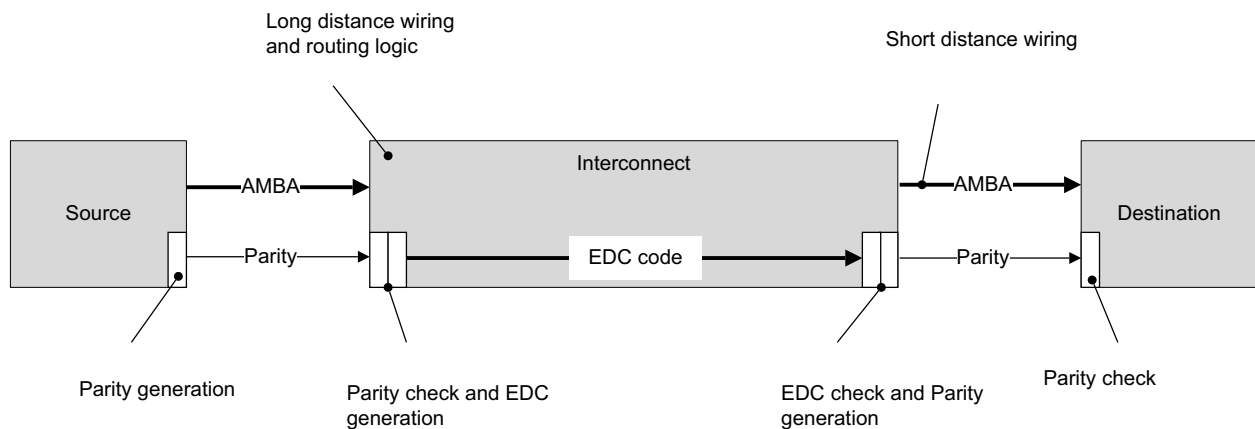 Long distance wiring
and routing logic
Short distance wiring
Interconnect
AMBA
AMBA
Source
Destination
Parity
EDC code
Parity
Parity generation
Parity check and EDC
generation
EDC check and Parity
generation
Parity check